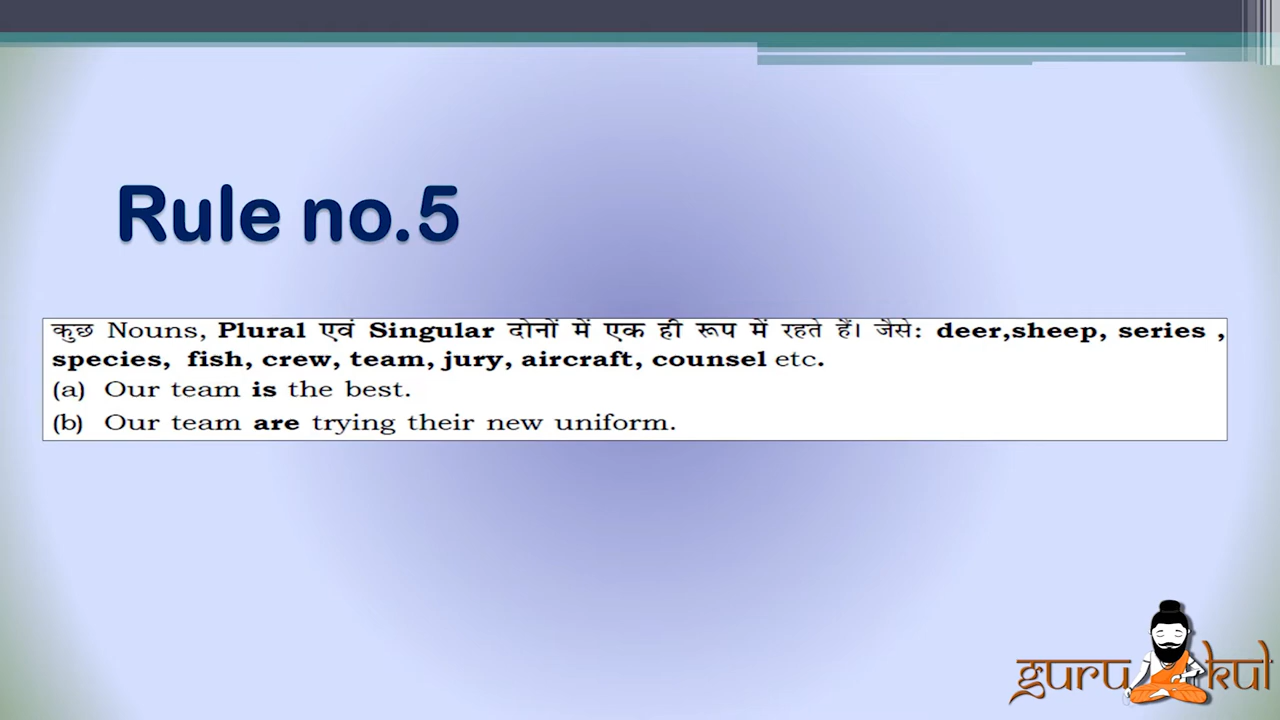 Rule no.5
कुछ Nouns, Plural एवं Singular दोनों में एक ही रूप में रहते हैं। जैसे: deer,sheep, series ,
species, fish, crew, team, jury, aircraft, counsel etc.
(a) Our team is the best.
(b) Our team are trying their new uniform.
guru kul